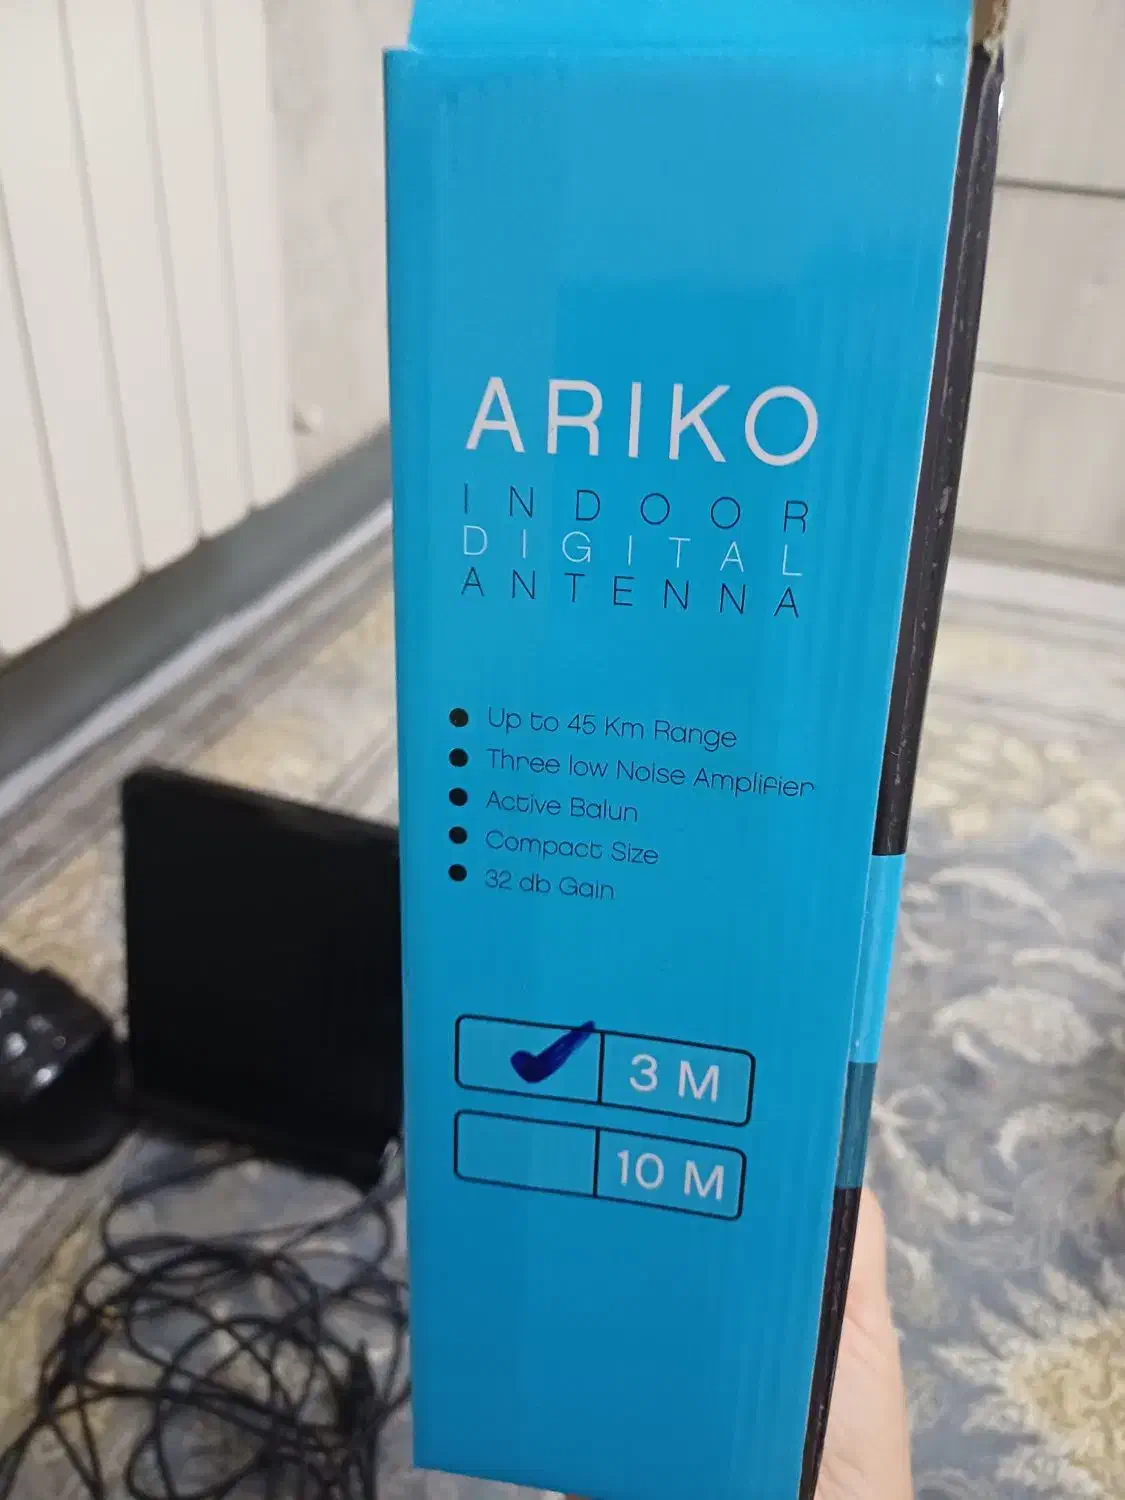 ARIKO
INDOOR
DIGITAL
ANTENNA
Up to 45 Km Range
Three low Noise Amplifier
Active Balun
Compact Size
32 db Gain
3 M
10 M